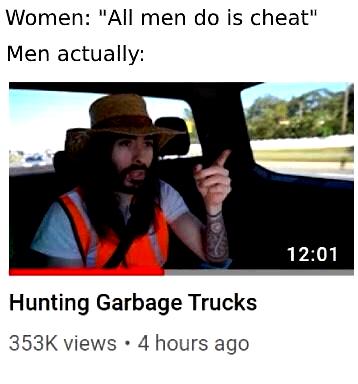 Women: "All men do is cheat"
Men actually:
12:01
Hunting Garbage Trucks
353K views • 4 hours ago